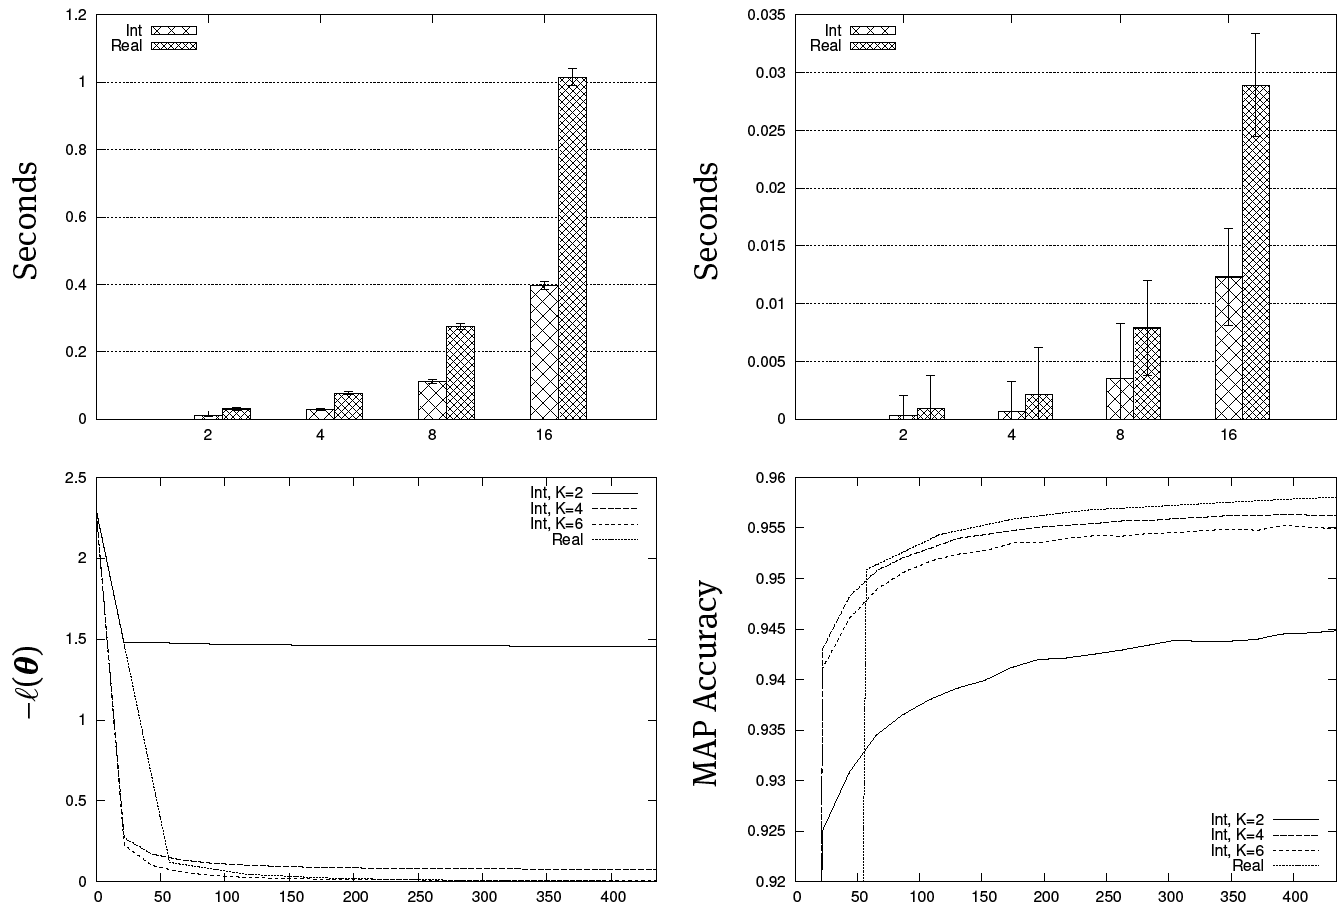 Seconds
1.2
1
0.8
0.6
0.4
0.2
0
Int
Real
2 4 8 16
Seconds
0.035
0.03
0.025
0.02
0.015
0.01
0.005
0
Int
Real
2 4 8 16
−ℓ(θ)
2.5
2
1.5
1
0.5
0
Int, K=2
Int, K=4
Int, K=6
Real
0 50 100 150 200 250 300 350 400
MAP Accuracy
0.96
0.955
0.95
0.945
0.94
0.935
0.93
0.925
0.92
Int, K=2
Int, K=4
Int, K=6
Real
0 50 100 150 200 250 300 350 400